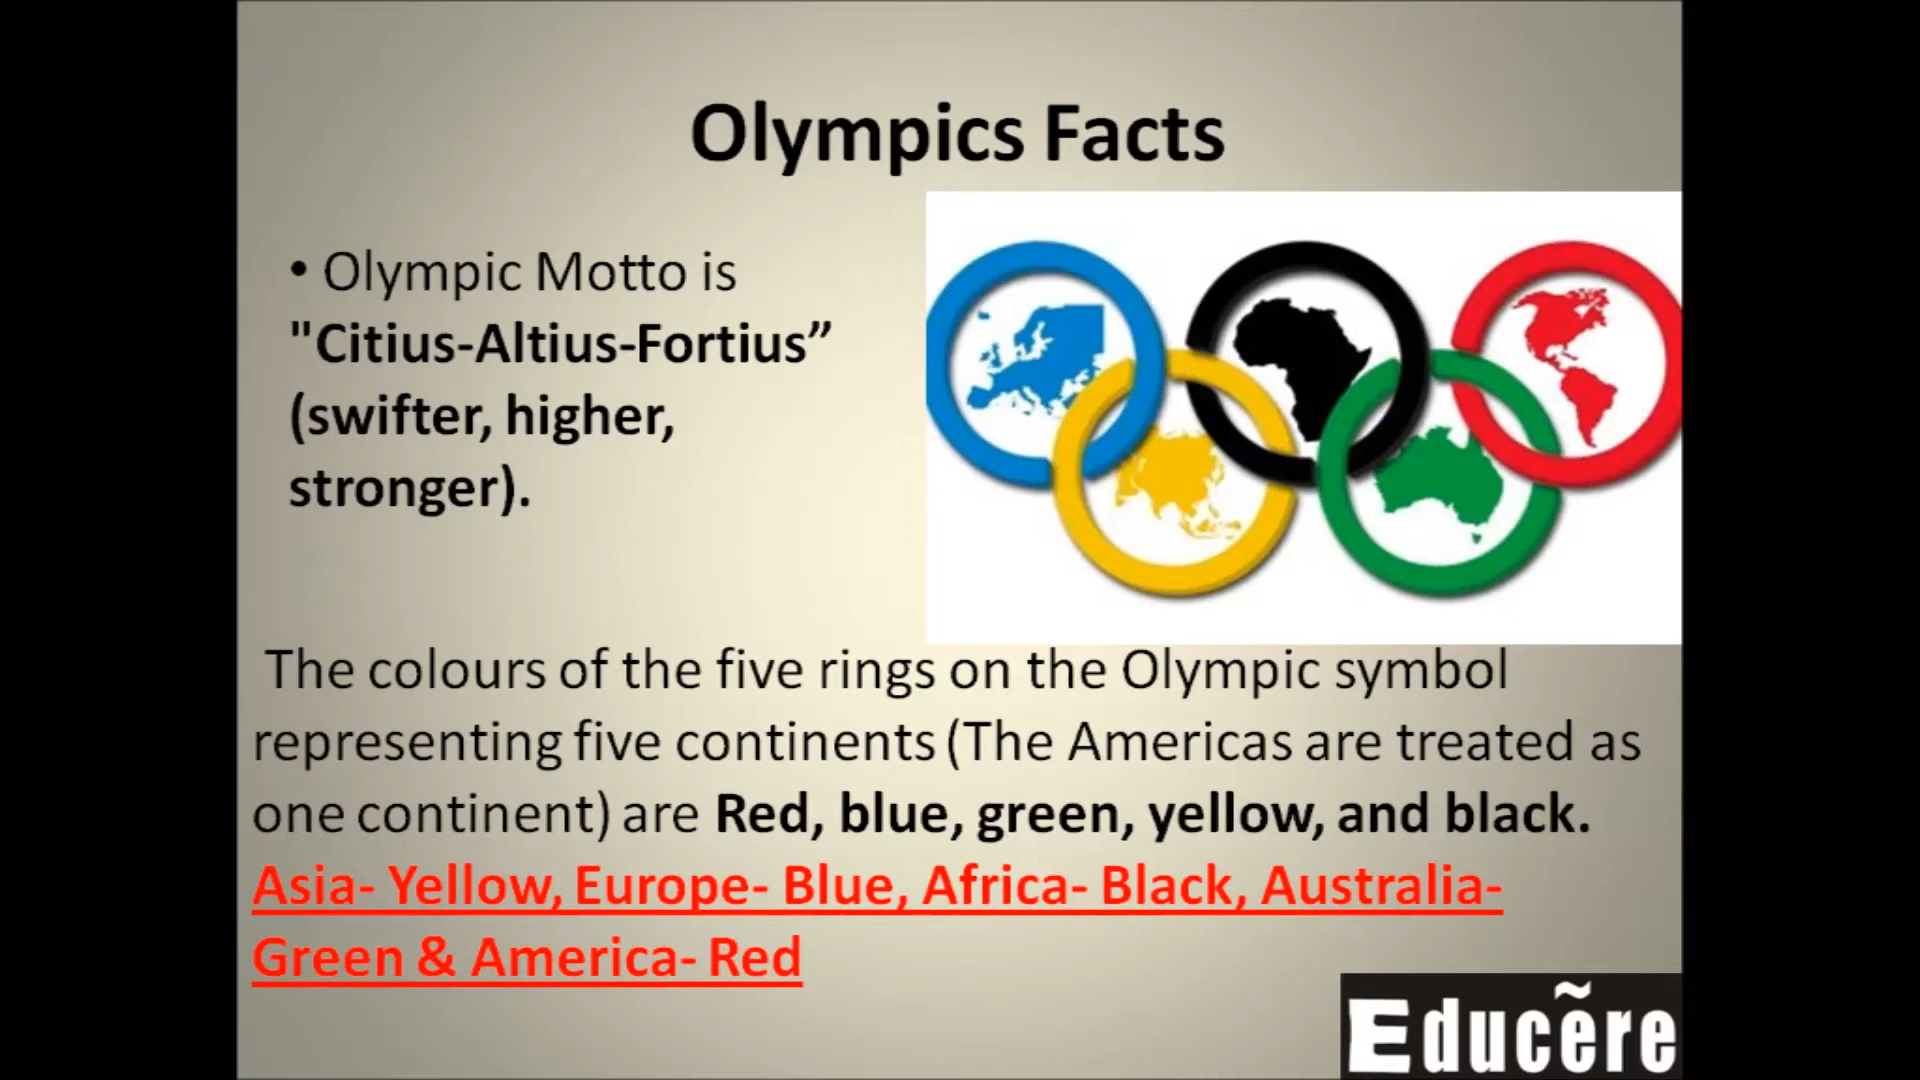 Olympics Facts
• Olympic Motto is
"Citius-Altius-Fortius”
(swifter, higher,
stronger).
The colours of the five rings on the Olympic symbol
representing five continents (The Americas are treated as
one continent) are Red, blue, green, yellow, and black.
Asia- Yellow, Europe- Blue, Africa- Black, Australia-
Green & America- Red
Educẽre